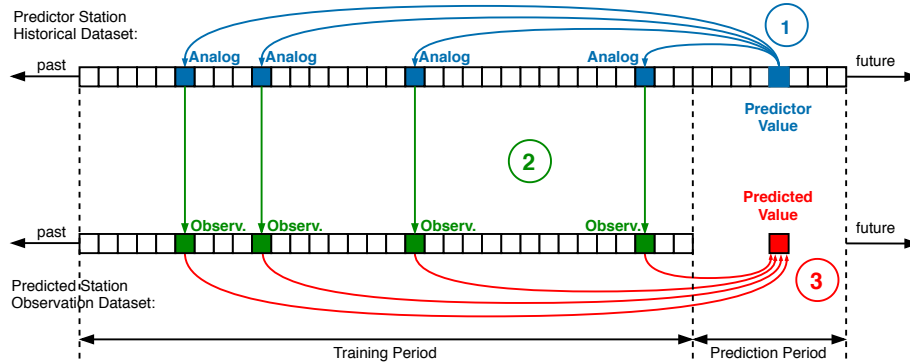 Predictor Station
Historical Dataset:
1
Analog Analog Analog Analog
past future
Predictor
Value
2
Predicted
Value
Observ. Observ. Observ. Observ.
past future
Predicted Station
Observation Dataset:
3
Training Period Prediction Period